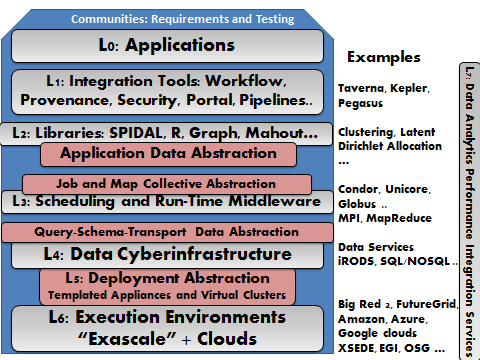 Communities: Requirements and Testing
L0: Applications
Examples
L1: Integration Tools: Workflow,
Provenance, Security, Portal, Pipelines..
Taverna, Kepler,
Pegasus
L2: Libraries: SPIDAL, R, Graph, Mahout...
Application Data Abstraction
Clustering, Latent
Dirichlet Allocation
...
Job and Map Collective Abstraction
L3: Scheduling and Run-Time Middleware
Condor, Unicore,
Globus ..
MPI, MapReduce
Query-Schema-Transport Data Abstraction
L4: Data Cyberinfrastructure
Data Services
iRODS, SQL/NOSQL ..
L5: Deployment Abstraction
Templated Appliances and Virtual Clusters
L6: Execution Environments
"Exascale" + Clouds
Big Red 2, FutureGrid,
Amazon, Azure,
Google clouds
XSEDE, EGI, OSG ...
L7: Data Analytics Performance Integration Services